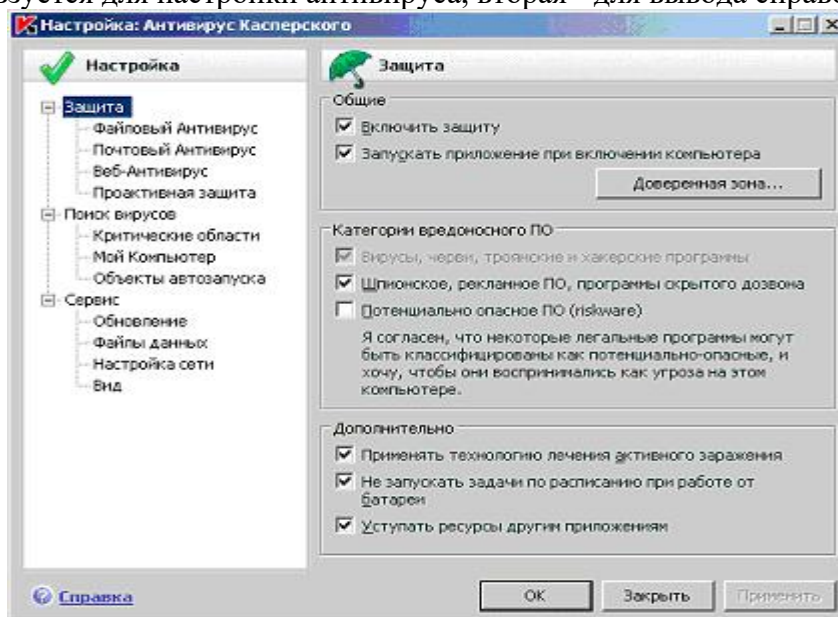 зуется для настройки антивируса, вторая - для вывода справо
Настройка: Антивирус Касперского
Настройка
Защита
Защита
Файловый Антивирус
Почтовый Антивирус
Веб-Антивирус
Проактивная защита
Поиск вирусов
Критические области
Мой Компьютер
Объекты автозапуска
Сервис
Обновление
Файлы данных
Настройка сети
Вид
Общие
Включить защиту
Запускать приложение при включении компьютера
Доверенная зона...
Категории вредоносного ПО
Вирусы, черви, троянские и хакерские программы
Шпионское, рекламное ПО, программы скрытого дозвона
Потенциально опасное ПО (riskware)
Я согласен, что некоторые легальные программы могут
быть классифицированы как потенциально-опасные, и
хочу, чтобы они воспринимались как угроза на этом
компьютере.
Дополнительно
Применять технологию лечения активного заражения
Не запускать задачи по расписанию при работе от
батареи
Уступать ресурсы другим приложениям
Справка
ОК
Закрыть
Применить